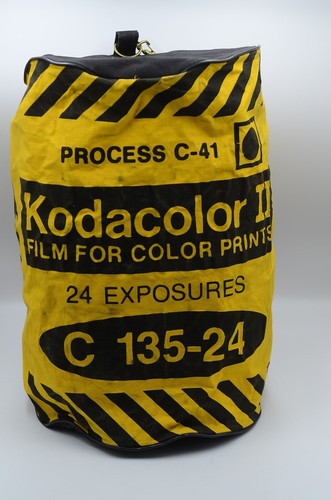 PROCESS C-41
Kodacolor II
FILM FOR COLOR PRINTS
24 EXPOSURES
C 135-24